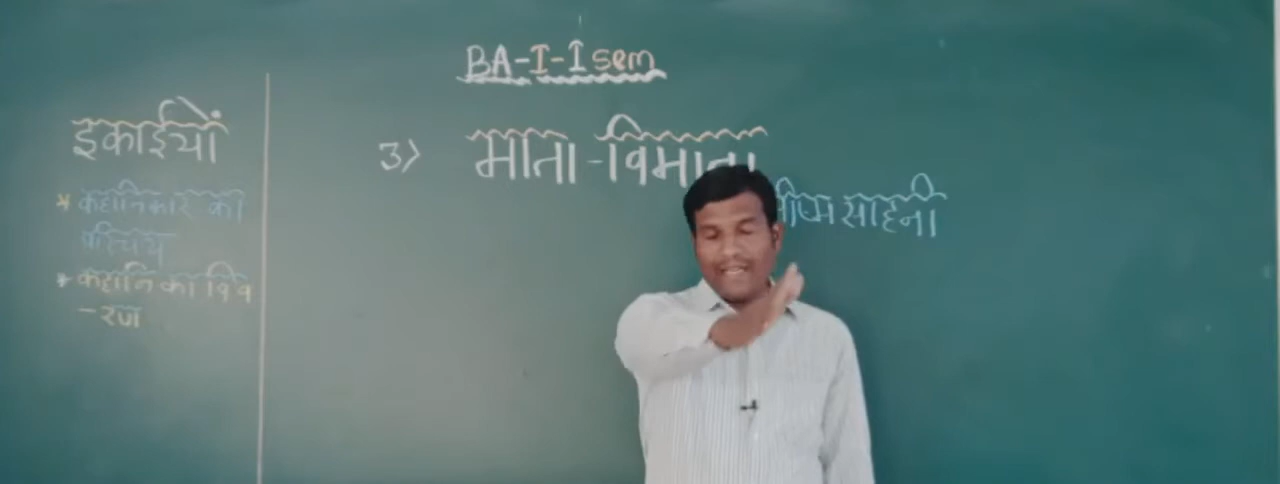 BA-I-I sem
इकाईयों
* कहानिकार की
परिचय
* कहानि का विव
-रण
3) माता-विमाता
भीष्म साहनी